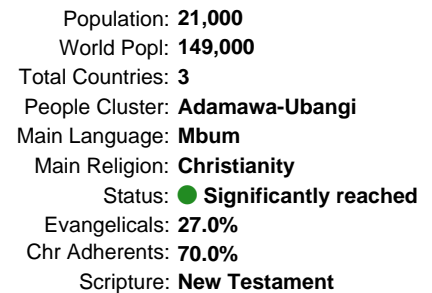 Population: 21,000
World Popl: 149,000
Total Countries: 3
People Cluster: Adamawa-Ubangi
Main Language: Mbum
Main Religion: Christianity
Status: Significantly reached
Evangelicals: 27.0%
Chr Adherents: 70.0%
Scripture: New Testament